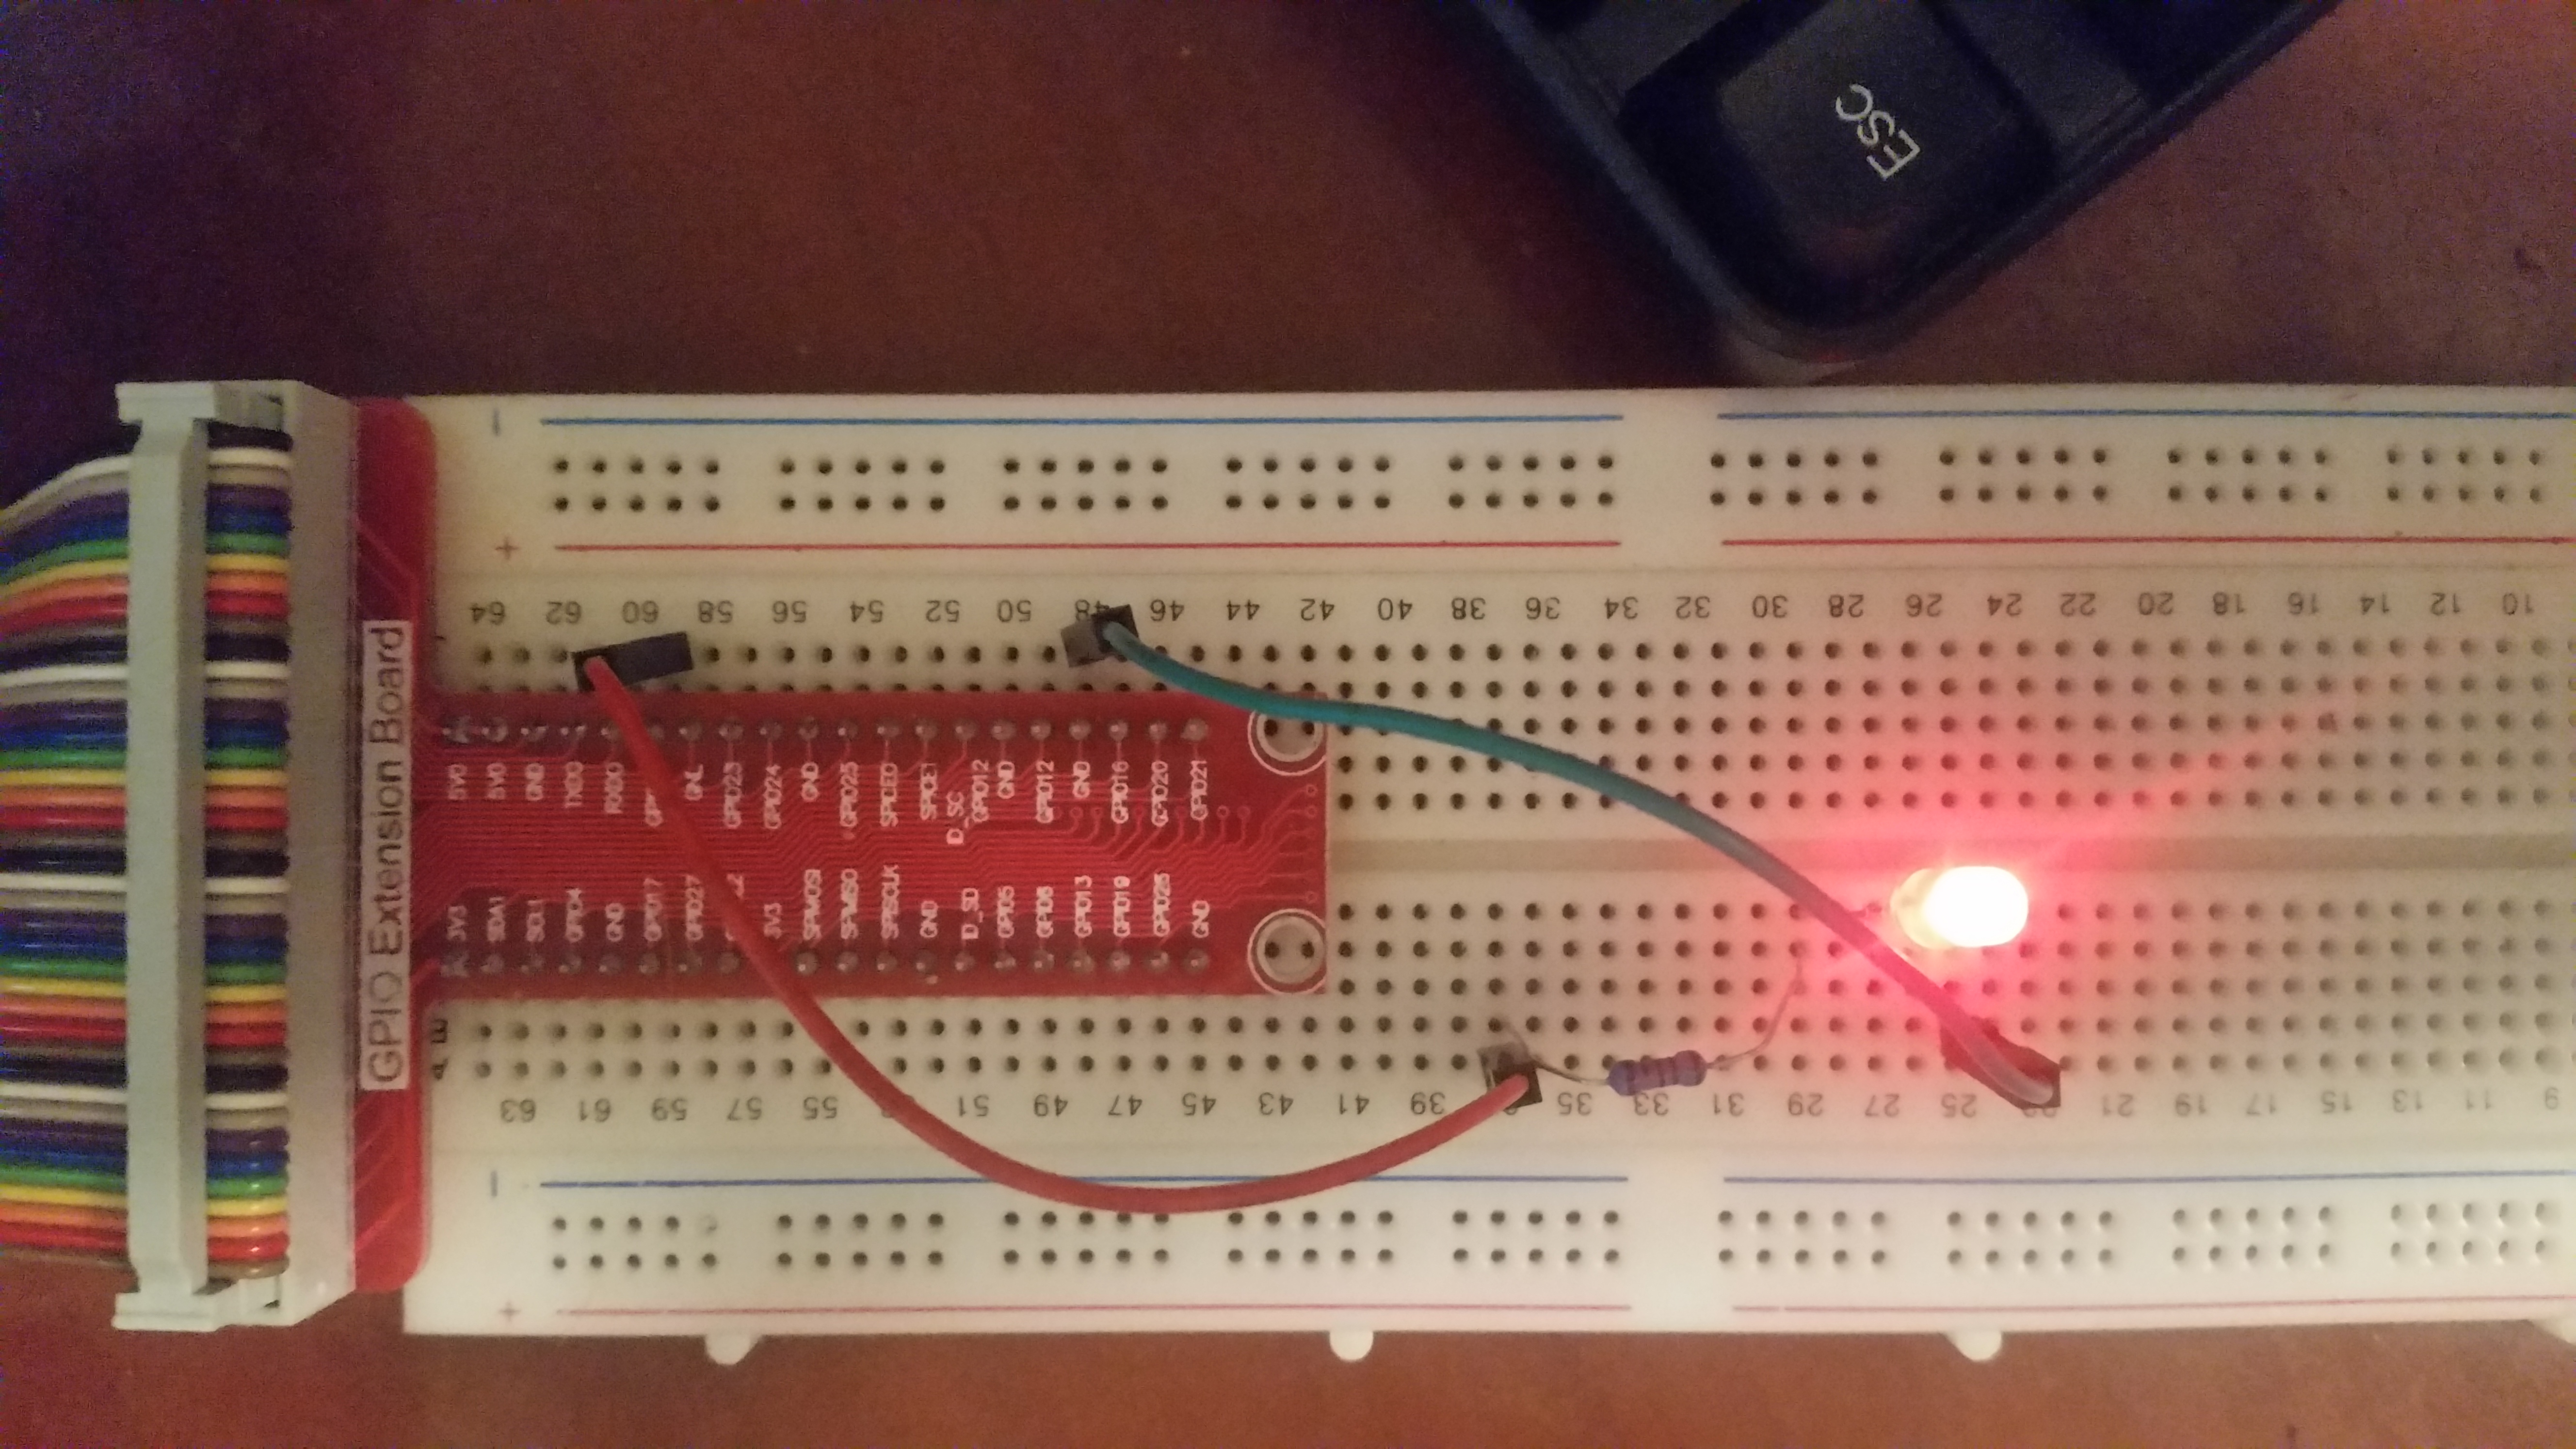 GPIO Extension Board
A B
3V3 5V0
SDA1 5V0
SCL1 GND
GPIO4 TXD0
GND RXD0
GPIO17
GPIO27
GPIO23
3V3 GPIO24
SPIMOSI GND
SPIMISO GPIO25
SPISCLK SPICE0
GND SPICE1
ID_SD ID_SC
GPIO12
GPIO5 GND
GPIO6 GPIO12
GPIO13 GND
GPIO19 GPIO16
GPIO26 GPIO20
GND GPIO21
+ − + −
64
63
62
61
60
59
58
57
56
55
54
52
51
50
49
47
46
45
44
43
42
41
40
39
38
36
35
34
33
32
31
30
29
28
27
26
25
24
22
21
20
19
18
17
16
15
14
13
12
11
10
9
ESC